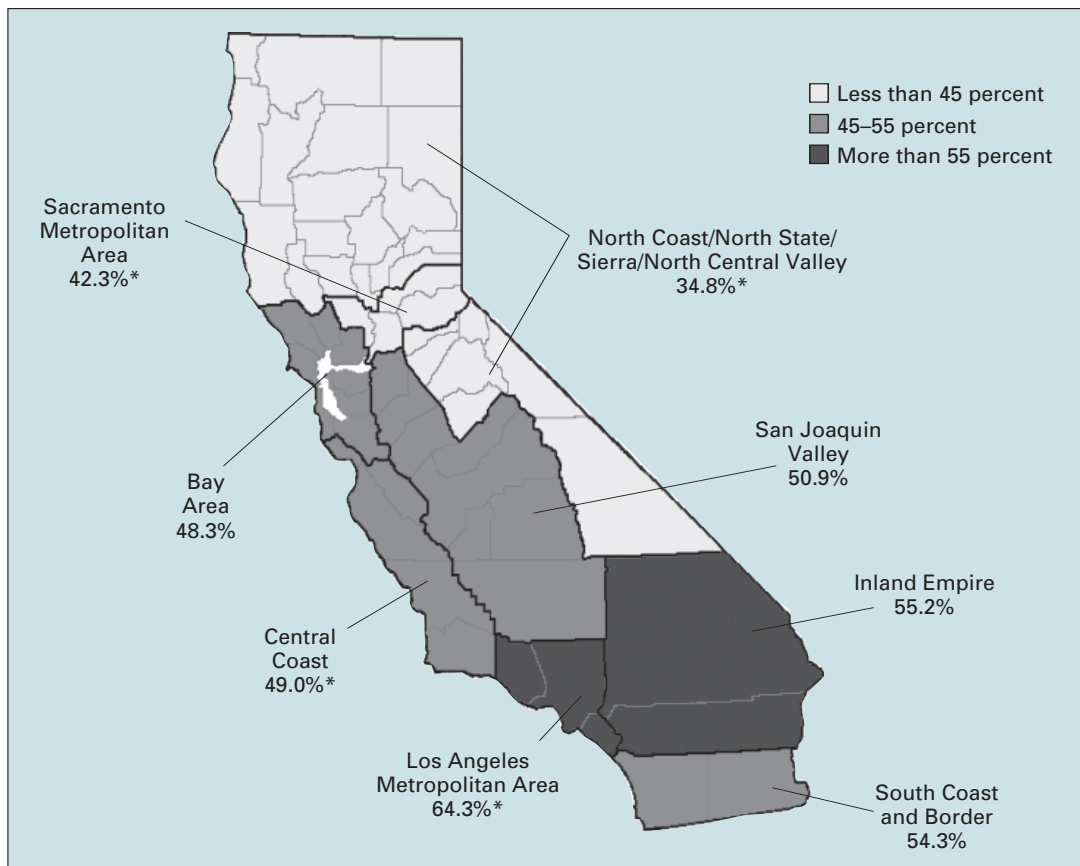 Less than 45 percent
45–55 percent
More than 55 percent
Sacramento
Metropolitan
Area
42.3%*
North Coast/North State/
Sierra/North Central Valley
34.8%*
San Joaquin
Valley
50.9%
Bay
Area
48.3%
Inland Empire
55.2%
Central
Coast
49.0%*
Los Angeles
Metropolitan Area
64.3%*
South Coast
and Border
54.3%